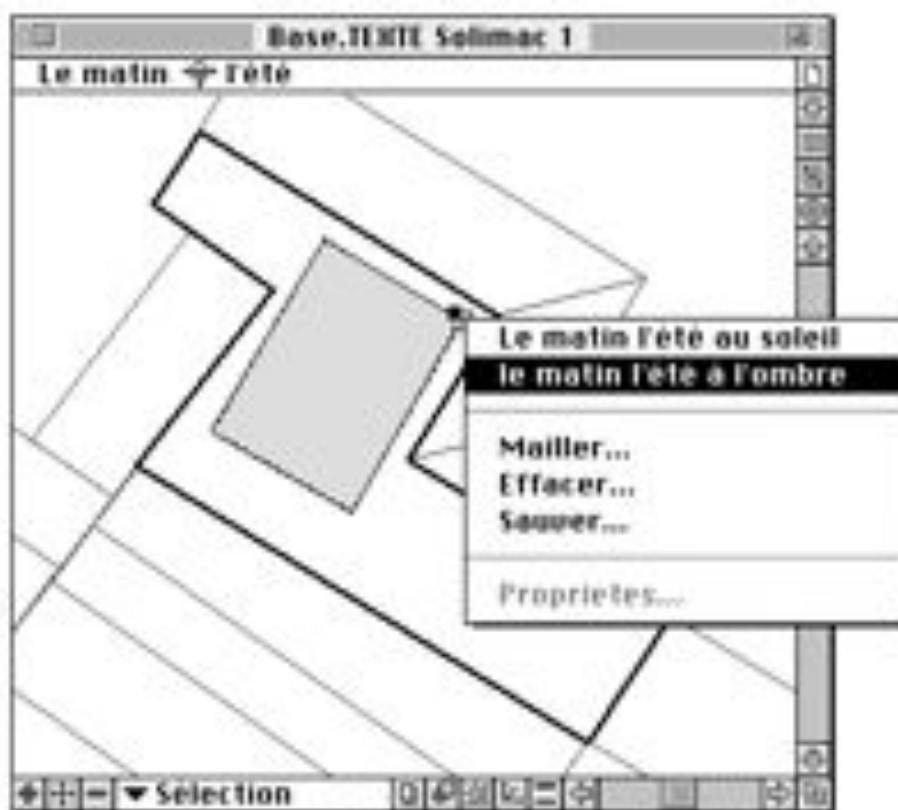 Base.TEXTE Solimac 1
Le matin l'été
Le matin l'été au soleil
le matin l'été à l'ombre
Mailler...
Effacer...
Sauver...
Proprietes...
Sélection